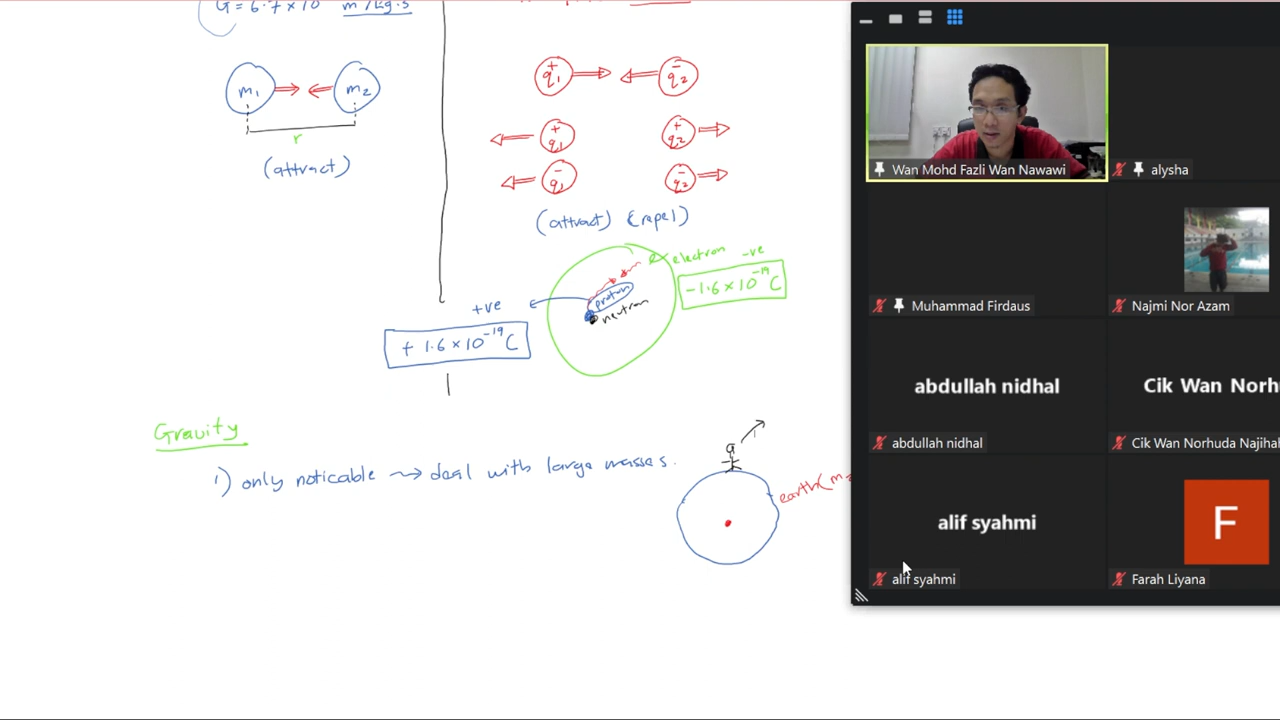 G = 6.7 × 10 m/kg.s
m1 m2
r
(attract)
+ q1 - q2
+ q1 + q2
- q1 - q2
(attract) (repel)
electron -ve
-1.6 × 10⁻¹⁹ C
proton
neutron
+ve
+ 1.6 × 10⁻¹⁹ C
Gravity
1) only noticable → deal with large masses.
earth (m
Wan Mohd Fazli Wan Nawawi
alysha
Muhammad Firdaus
Najmi Nor Azam
abdullah nidhal
Cik Wan Norhu
abdullah nidhal
Cik Wan Norhuda Najihah
alif syahmi
F
alif syahmi
Farah Liyana